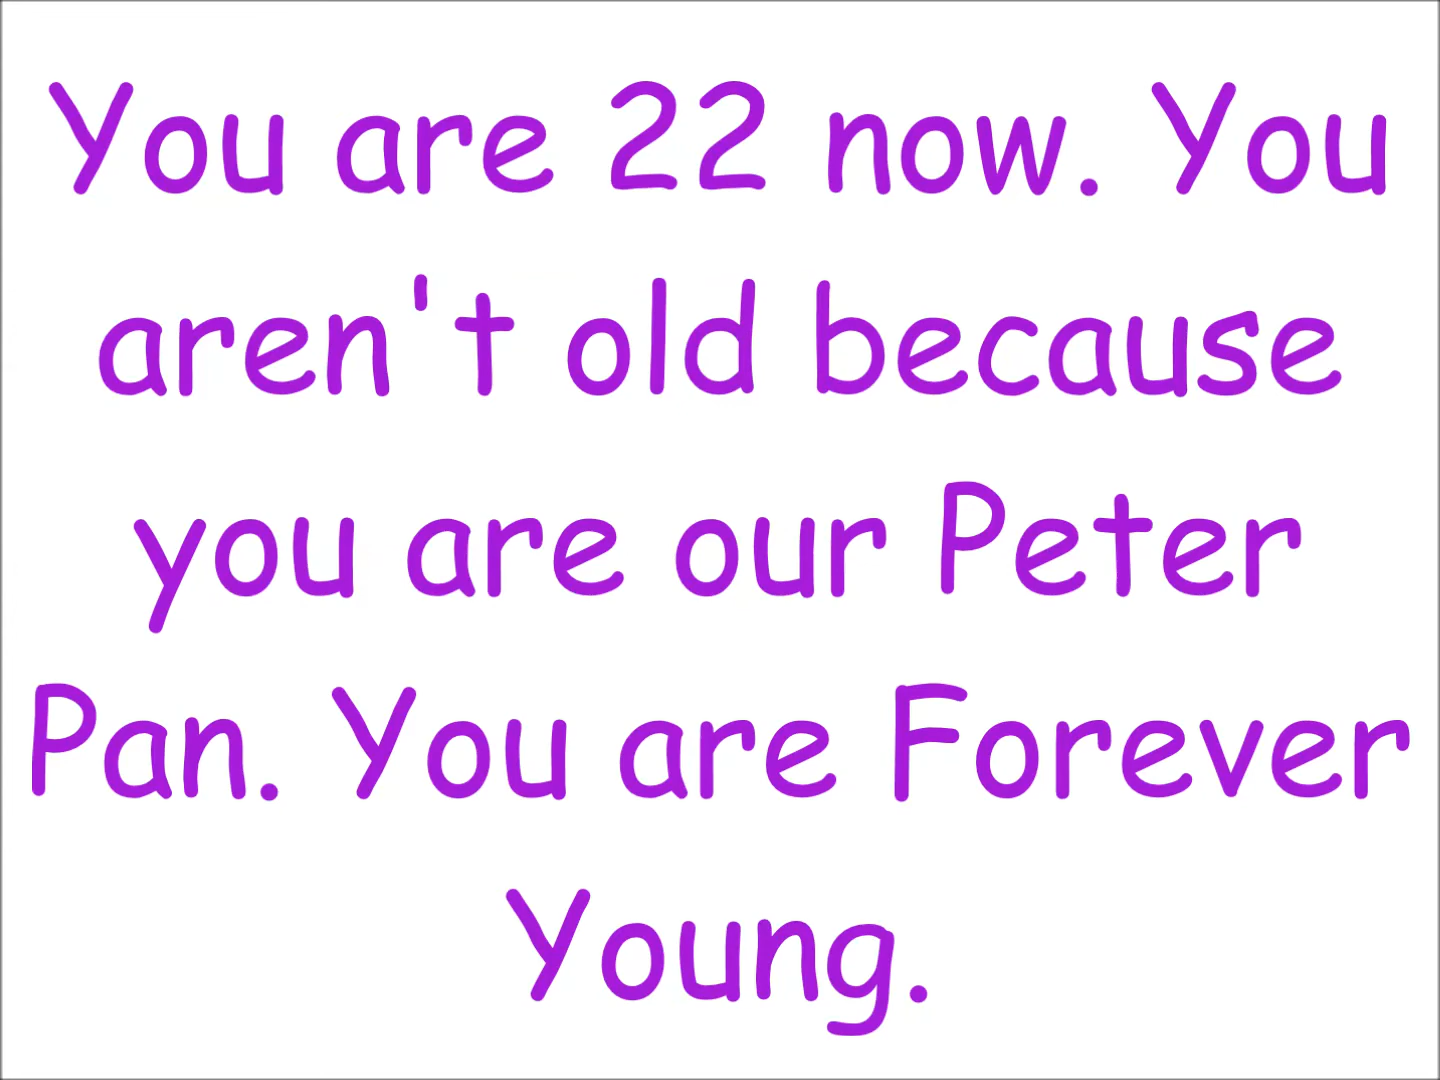 You are 22 now. You
aren't old because
you are our Peter
Pan. You are Forever
Young.